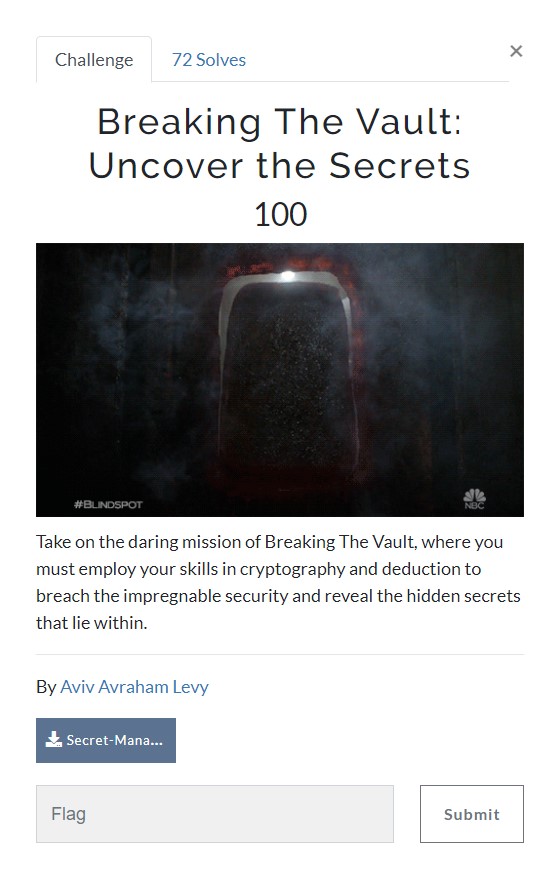 Challenge
72 Solves
×
Breaking The Vault:
Uncover the Secrets
100
#BLINDSPOT
NBC
Take on the daring mission of Breaking The Vault, where you
must employ your skills in cryptography and deduction to
breach the impregnable security and reveal the hidden secrets
that lie within.
By Aviv Avraham Levy
Secret-Mana...
Flag
Submit